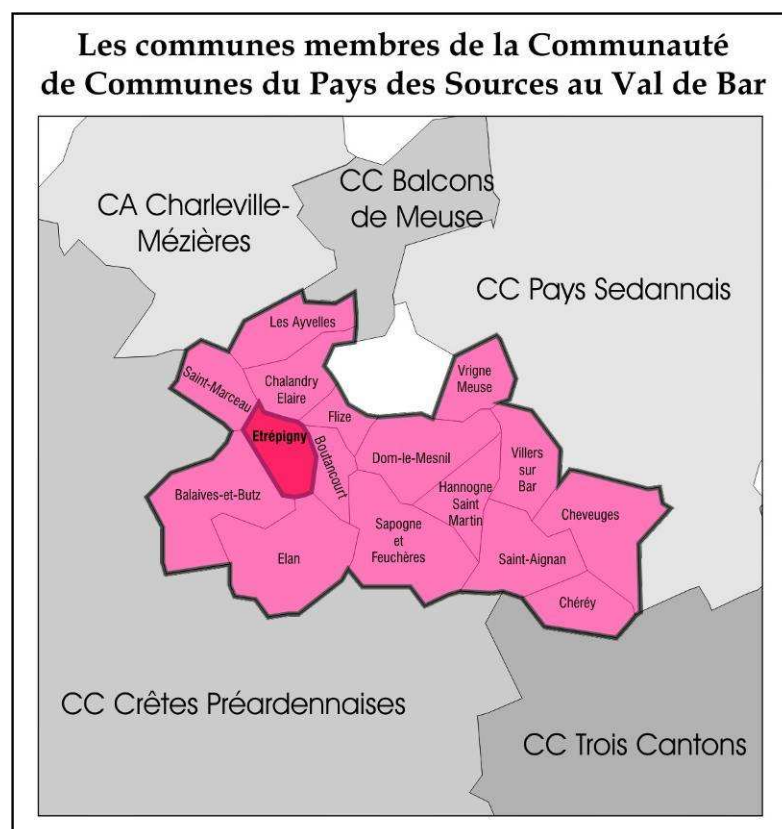 Les communes membres de la Communauté
de Communes du Pays des Sources au Val de Bar
CA Charleville-
Mézières
CC Balcons
de Meuse
CC Pays Sedannais
Les Ayvelles
Saint-Marceau
Chalandry
Elaire
Vrigne
Meuse
Flize
Etrépigny
Boutancourt
Dom-le-Mesnil
Villers
sur
Bar
Balaives-et-Butz
Hannogne
Saint
Martin
Cheveuges
Sapogne
et
Feuchères
Elan
Saint-Aignan
Chéréy
CC Crêtes Préardennaises
CC Trois Cantons